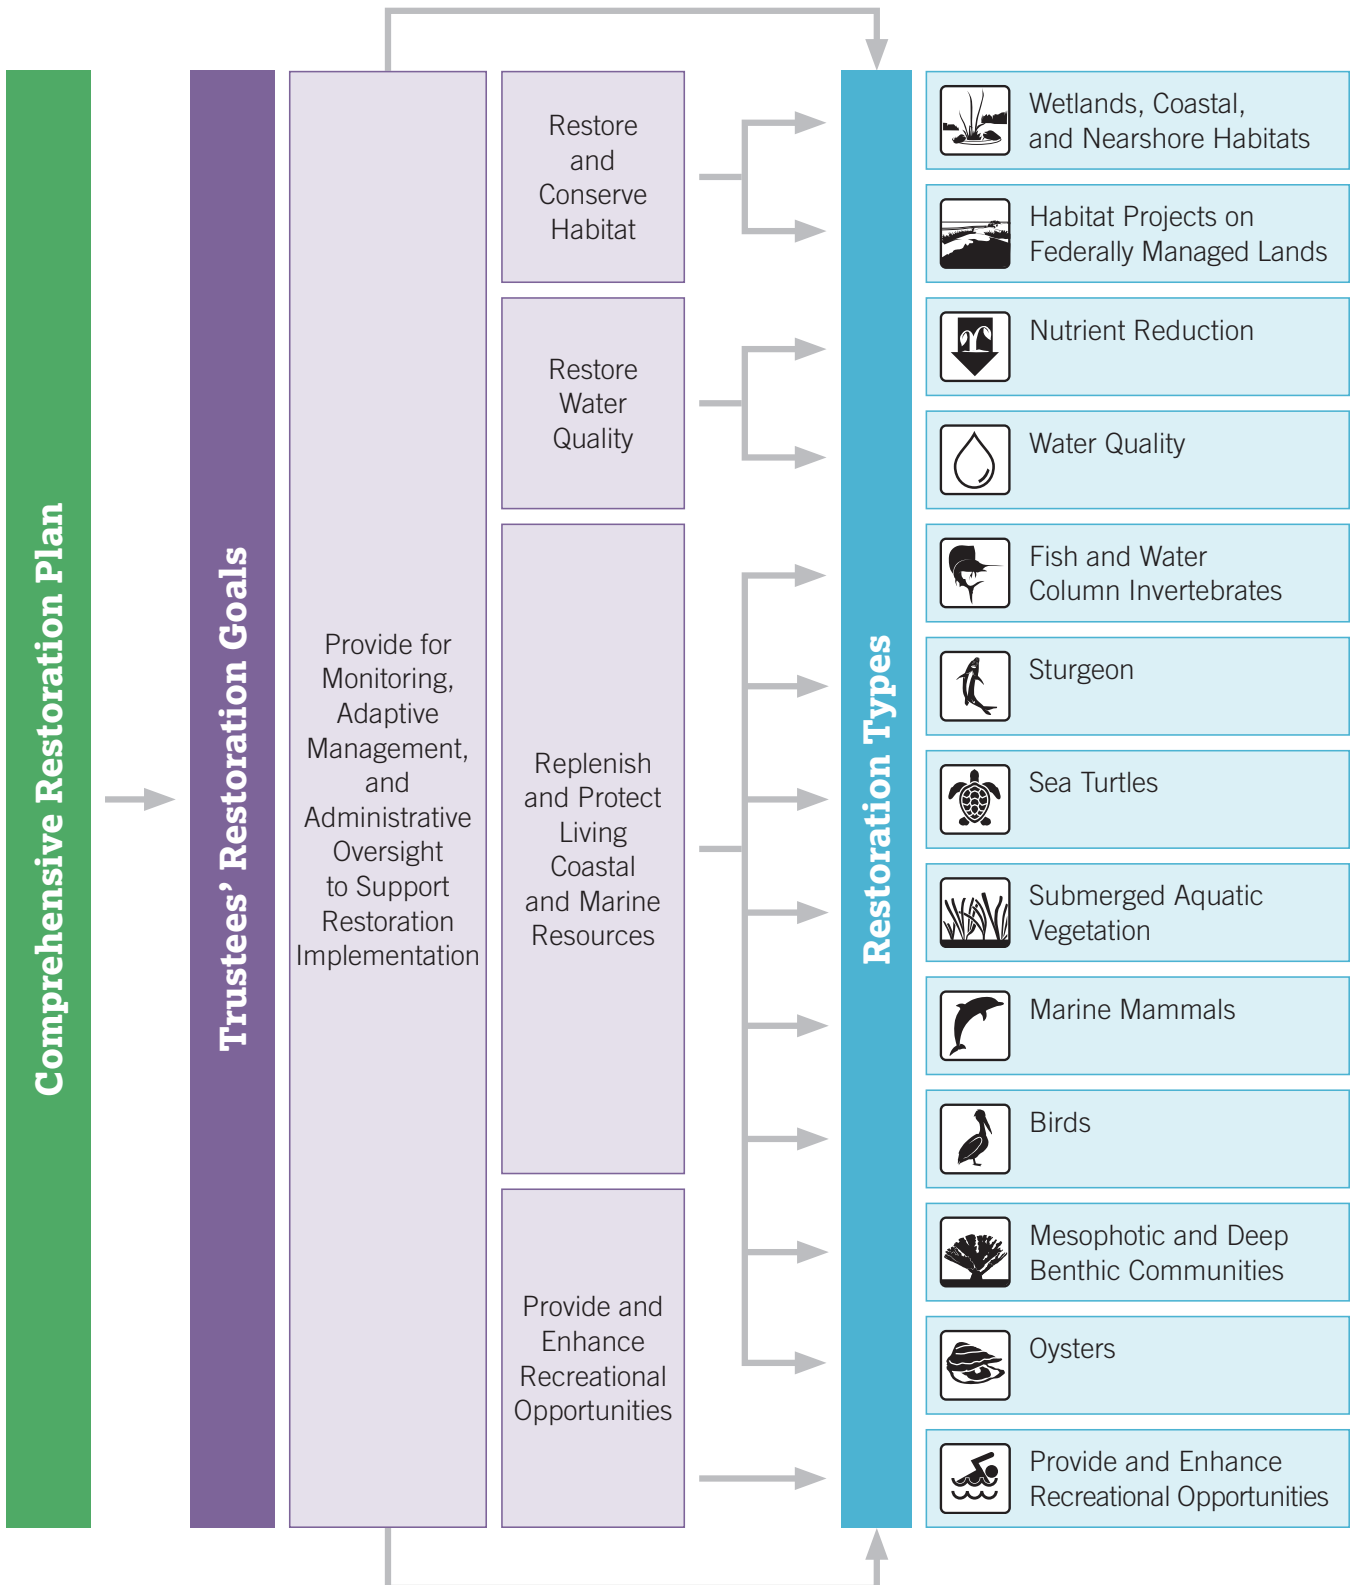 Comprehensive Restoration Plan
Trustees’ Restoration Goals
Provide for
Monitoring,
Adaptive
Management,
and
Administrative
Oversight
to Support
Restoration
Implementation
Restore
and
Conserve
Habitat
Restore
Water
Quality
Replenish
and Protect
Living
Coastal
and Marine
Resources
Provide and
Enhance
Recreational
Opportunities
Restoration Types
Wetlands, Coastal,
and Nearshore Habitats
Habitat Projects on
Federally Managed Lands
Nutrient Reduction
Water Quality
Fish and Water
Column Invertebrates
Sturgeon
Sea Turtles
Submerged Aquatic
Vegetation
Marine Mammals
Birds
Mesophotic and Deep
Benthic Communities
Oysters
Provide and Enhance
Recreational Opportunities